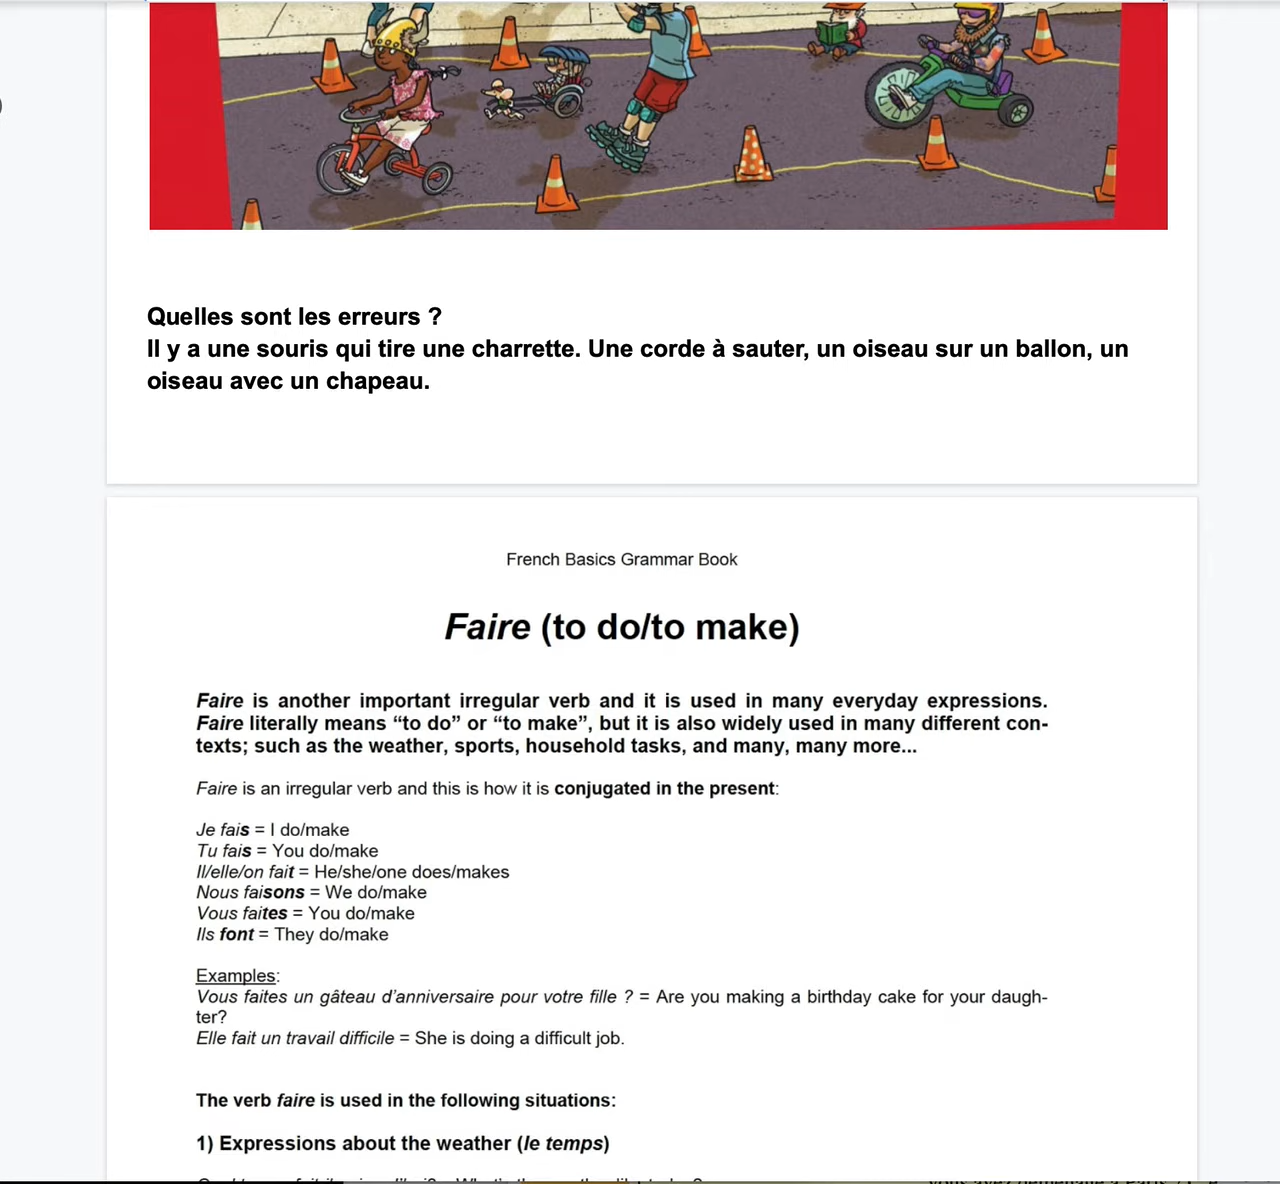 Quelles sont les erreurs ?
Il y a une souris qui tire une charrette. Une corde à sauter, un oiseau sur un ballon, un
oiseau avec un chapeau.
French Basics Grammar Book
Faire (to do/to make)
Faire is another important irregular verb and it is used in many everyday expressions.
Faire literally means “to do” or “to make”, but it is also widely used in many different con-
texts; such as the weather, sports, household tasks, and many, many more...
Faire is an irregular verb and this is how it is conjugated in the present:
Je fais = I do/make
Tu fais = You do/make
Il/elle/on fait = He/she/one does/makes
Nous faisons = We do/make
Vous faites = You do/make
Ils font = They do/make
Examples:
Vous faites un gâteau d’anniversaire pour votre fille ? = Are you making a birthday cake for your daugh-
ter?
Elle fait un travail difficile = She is doing a difficult job.
The verb faire is used in the following situations:
1) Expressions about the weather (le temps)